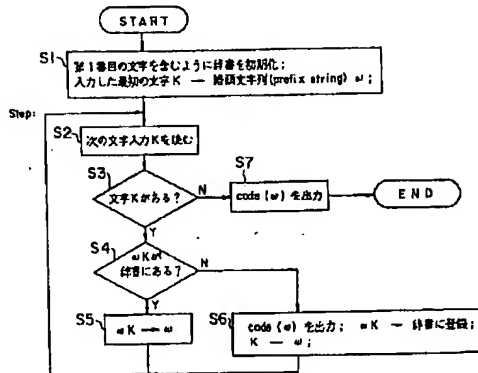 START
S1
第1番目の文字を含むように辞書を初期化;
入力した最初の文字K → 語頭文字列(prefix string) ω;
Step:
S2
次の文字入力Kを読む
S3
文字Kがある?
N
Y
S7
code (ω) を出力
END
S4
ωKが
辞書にある?
N
Y
S5
ωK → ω
S6
code (ω) を出力; ωK → 辞書に登録;
K → ω;